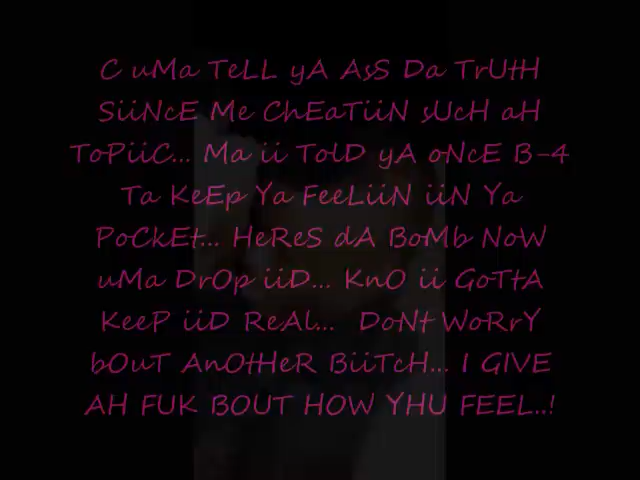 C uMa TeLL yA AsS Da TrUtH
SiiNcE Me ChEaTiiN sUcH aH
ToPiiC... Ma ii TolD yA oNcE B-4
Ta KeEp Ya FeeLiiN iiN Ya
PoCkEt... HeReS dA BoMb NoW
uMa DrOp iiD... KnO ii GoTtA
KeeP iiD ReAl... DoNt WoRrY
bOuT AnOtHeR BiiTcH... I GIVE
AH FUK BOUT HOW YHU FEEL..!